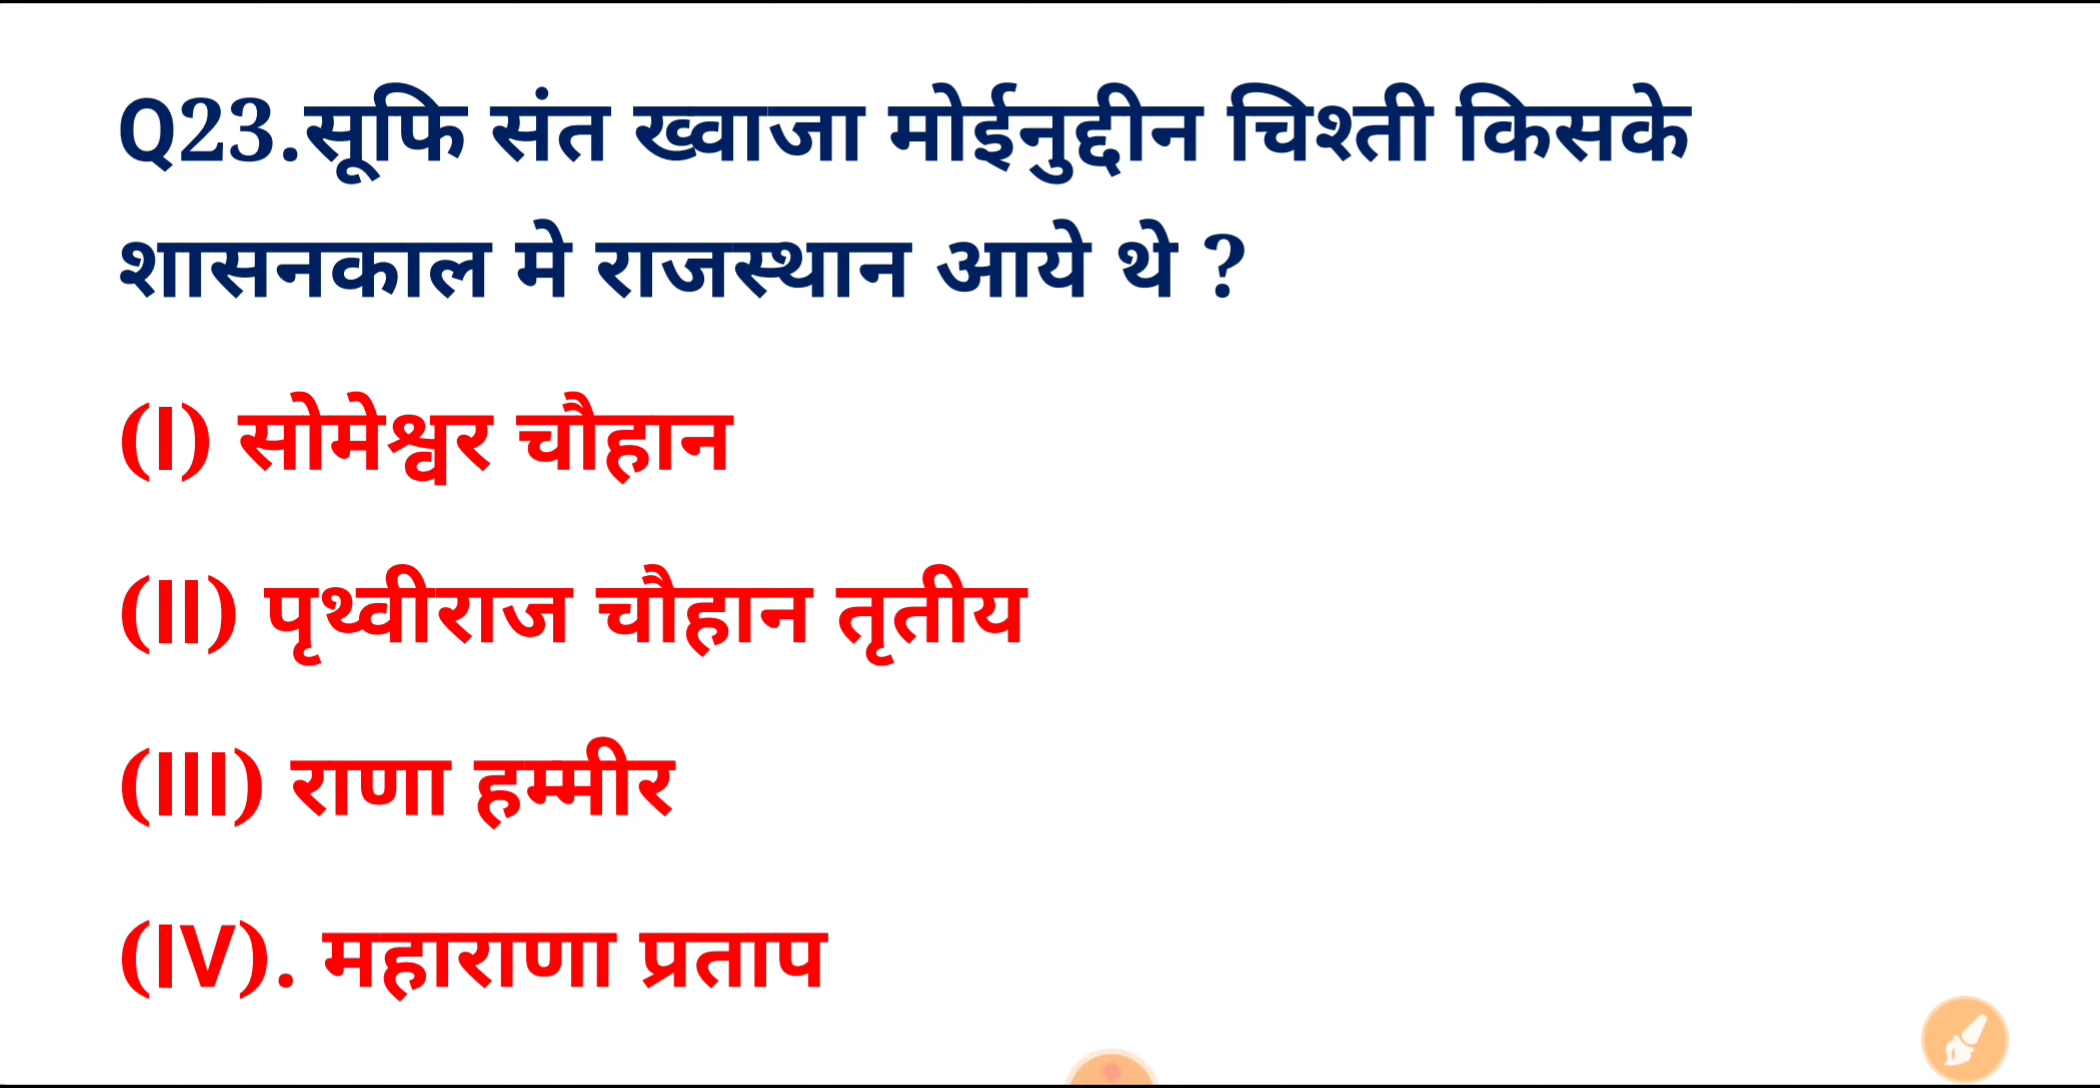 Q23.सूफि संत ख्वाजा मोईनुद्दीन चिश्ती किसके
शासनकाल मे राजस्थान आये थे ?
(I) सोमेश्वर चौहान
(II) पृथ्वीराज चौहान तृतीय
(III) राणा हम्मीर
(IV). महाराणा प्रताप